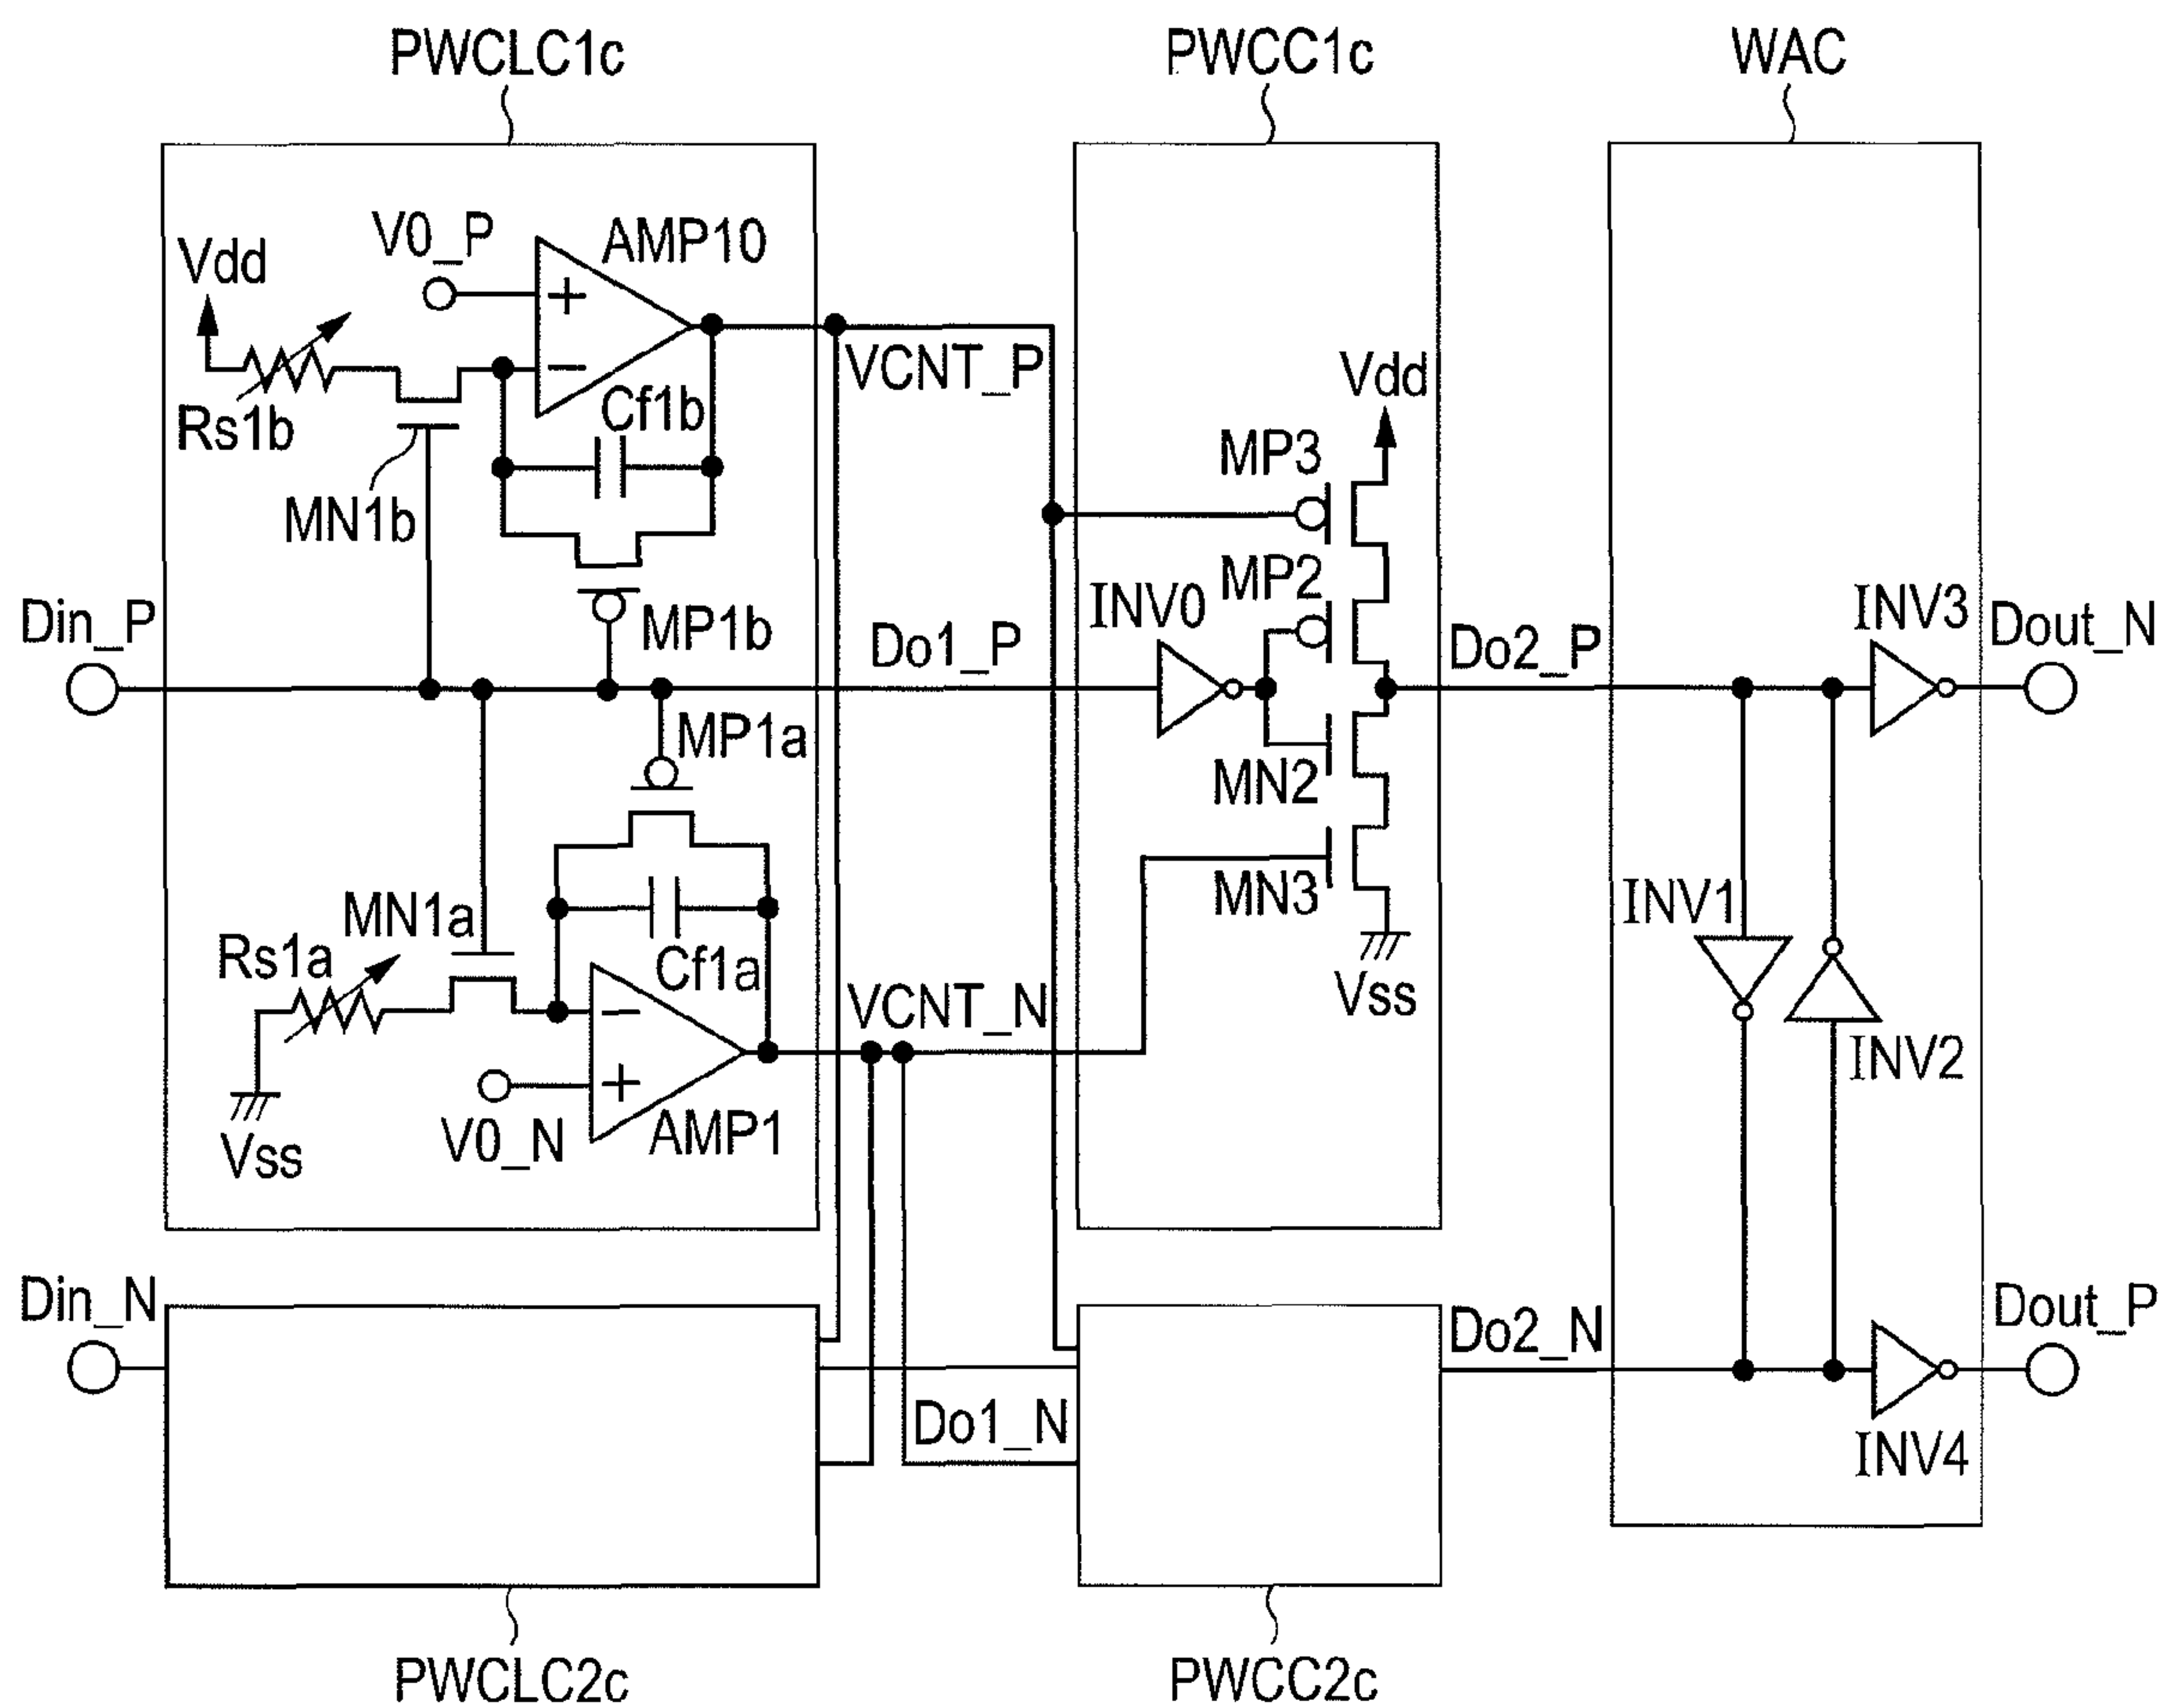 PWCLC1c
PWCC1c
WAC
V0_P
AMP10
Vdd
VCNT_P
Vdd
Rs1b
Cf1b
MP3
MN1b
MP2
Din_P
MP1b
Do1_P
INV0
Do2_P
INV3
Dout_N
MP1a
MN2
MN1a
MN3
INV1
Rs1a
Cf1a
VCNT_N
Vss
INV2
V0_N
AMP1
Vss
Din_N
Do2_N
Dout_P
Do1_N
INV4
PWCLC2c
PWCC2c
+
−
−
+